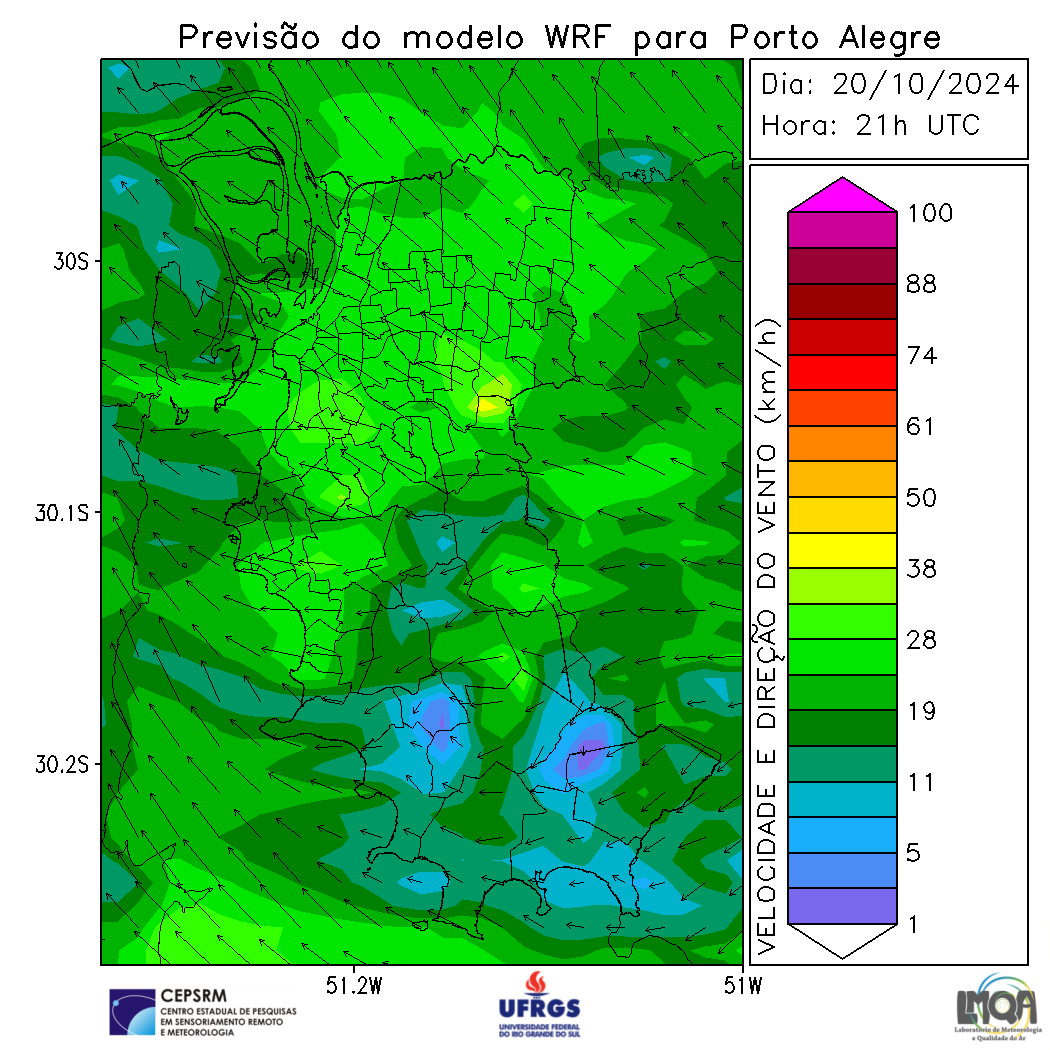 Previsão do modelo WRF para Porto Alegre
Dia: 20/10/2024
Hora: 21h UTC
30S
30.1S
30.2S
51.2W
51W
VELOCIDADE E DIREÇÃO DO VENTO (km/h)
100
88
74
61
50
38
28
19
11
5
1
CEPSRM
CENTRO ESTADUAL DE PESQUISAS
EM SENSORIAMENTO REMOTO
E METEOROLOGIA
UFRGS
UNIVERSIDADE FEDERAL
DO RIO GRANDE DO SUL
LMQA
Laboratório de Meteorologia
e Qualidade do Ar